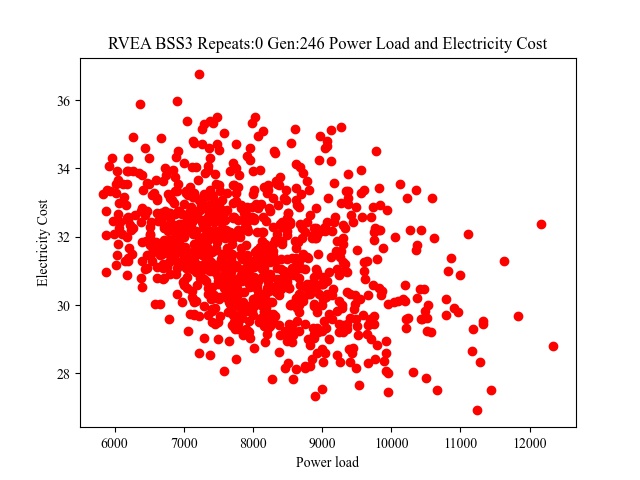 RVEA BSS3 Repeats:0 Gen:246 Power Load and Electricity Cost
36
34
32
30
28
Electricity Cost
6000 7000 8000 9000 10000 11000 12000
Power load